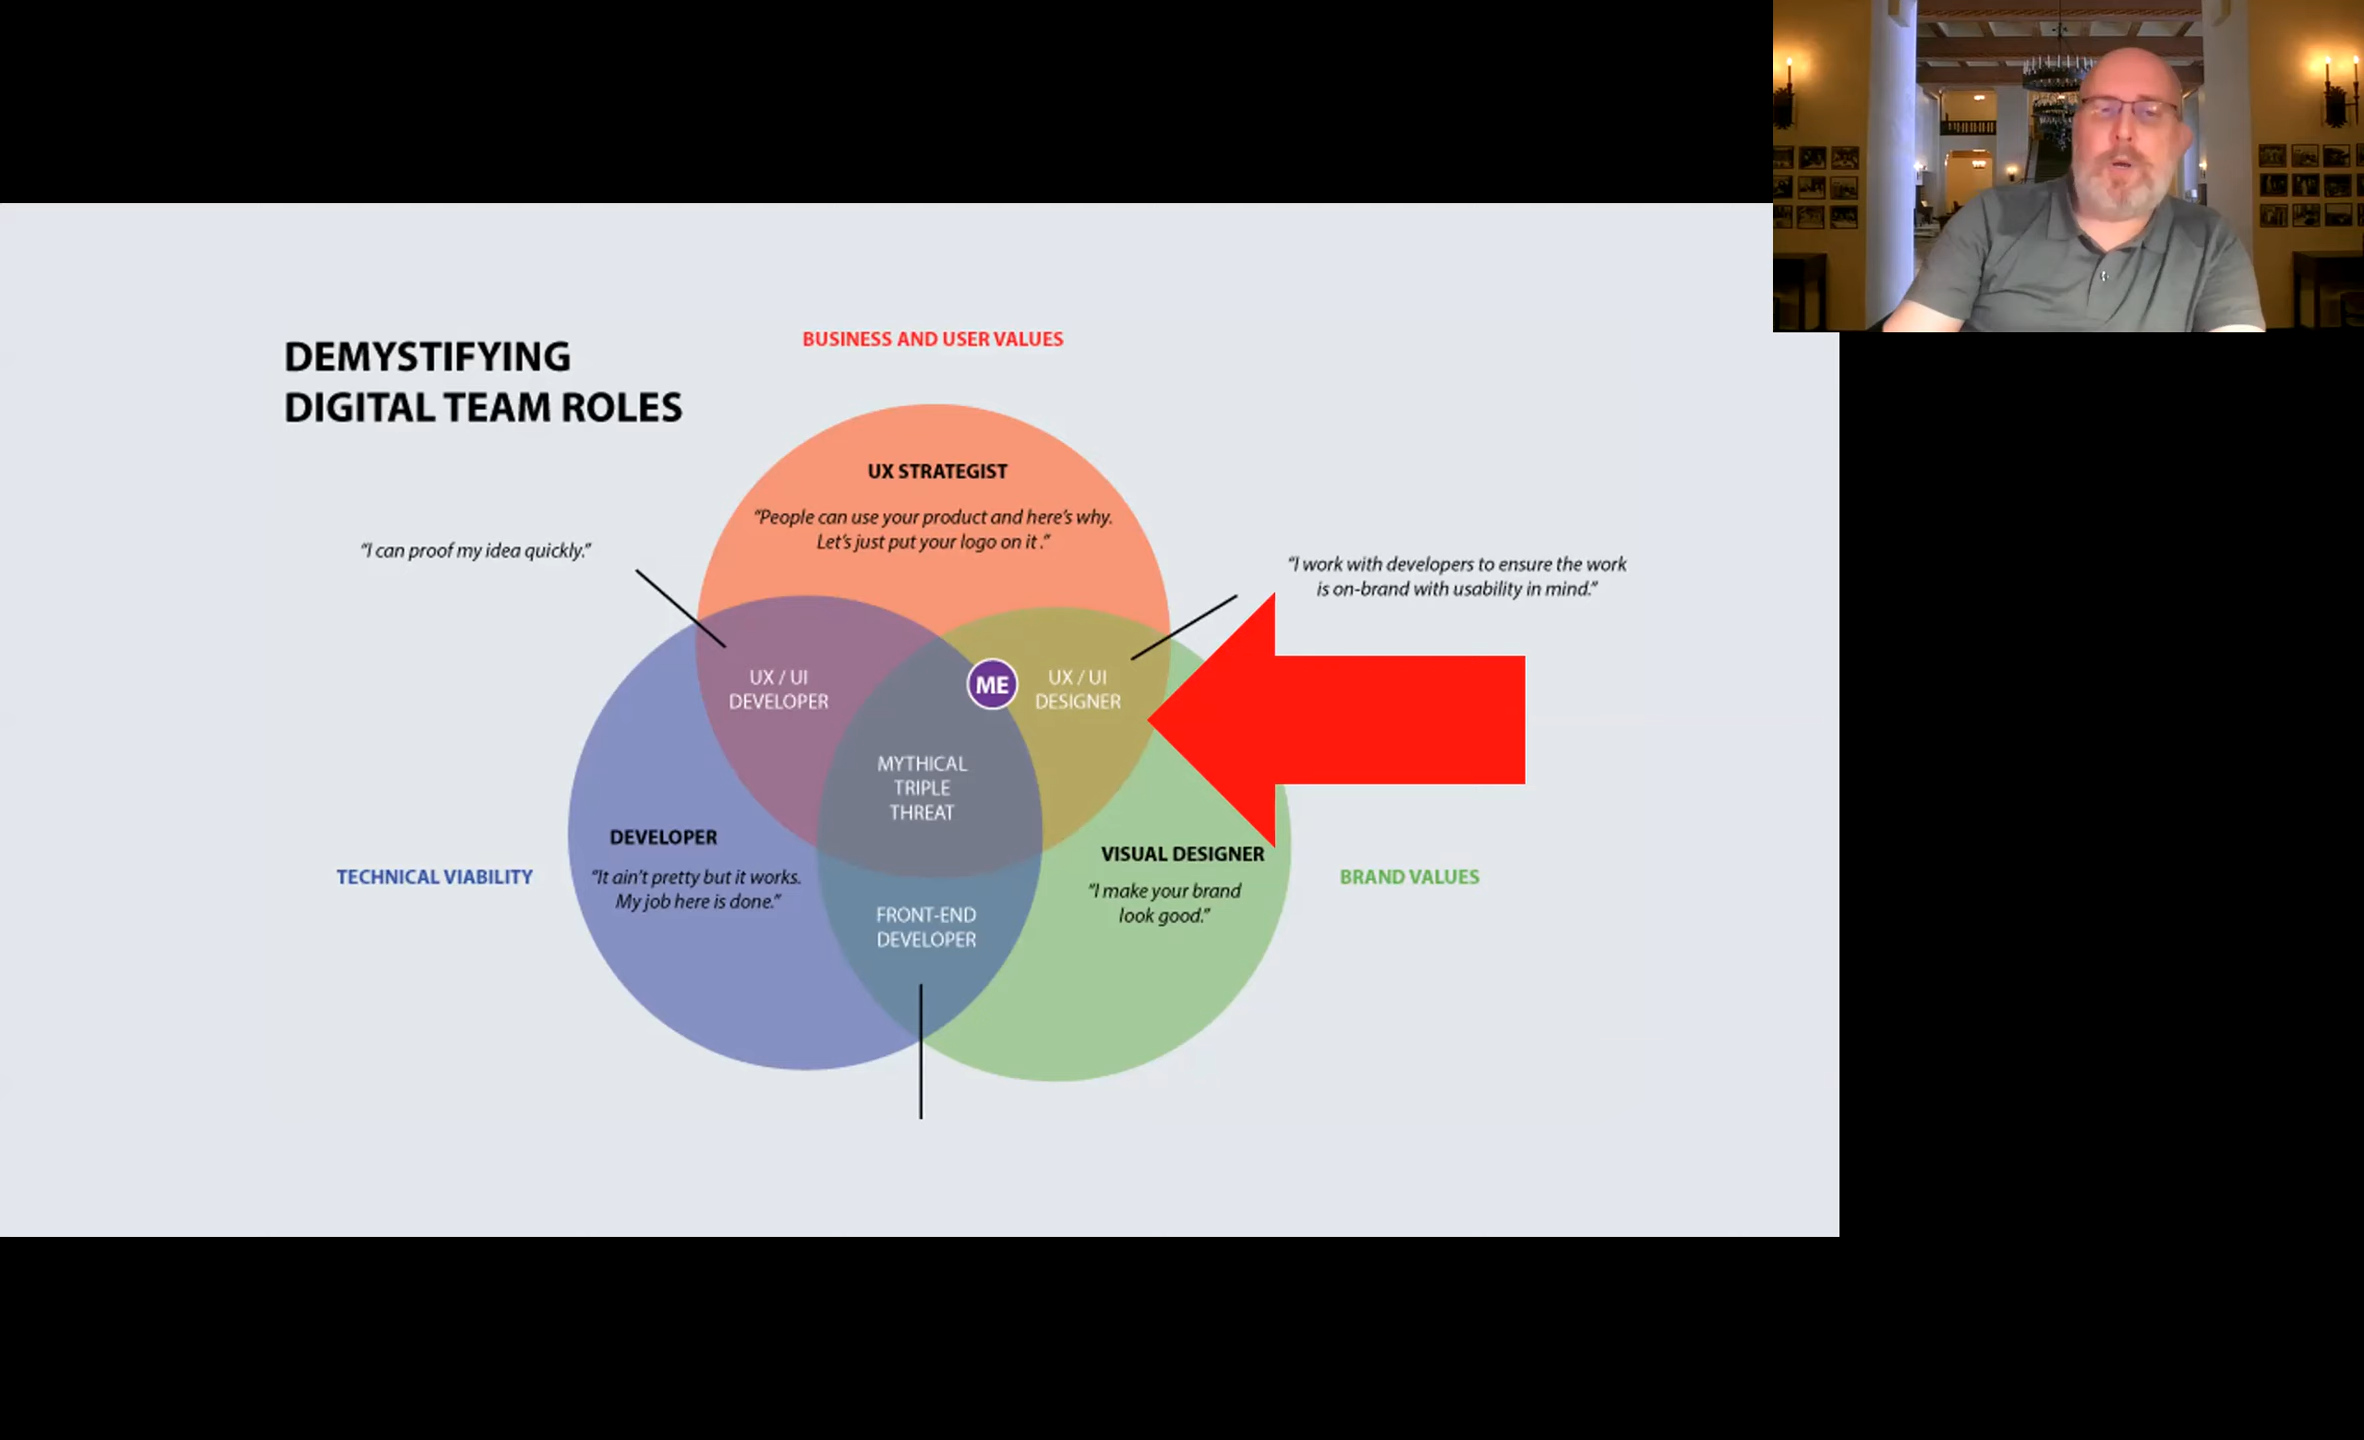 DEMYSTIFYING
DIGITAL TEAM ROLES
BUSINESS AND USER VALUES
UX STRATEGIST
“People can use your product and here’s why.
Let’s just put your logo on it.”
“I can proof my idea quickly.”
“I work with developers to ensure the work
is on-brand with usability in mind.”
UX / UI
DEVELOPER
ME
UX / UI
DESIGNER
MYTHICAL
TRIPLE
THREAT
DEVELOPER
“It ain’t pretty but it works.
My job here is done.”
TECHNICAL VIABILITY
VISUAL DESIGNER
“I make your brand
look good.”
BRAND VALUES
FRONT-END
DEVELOPER